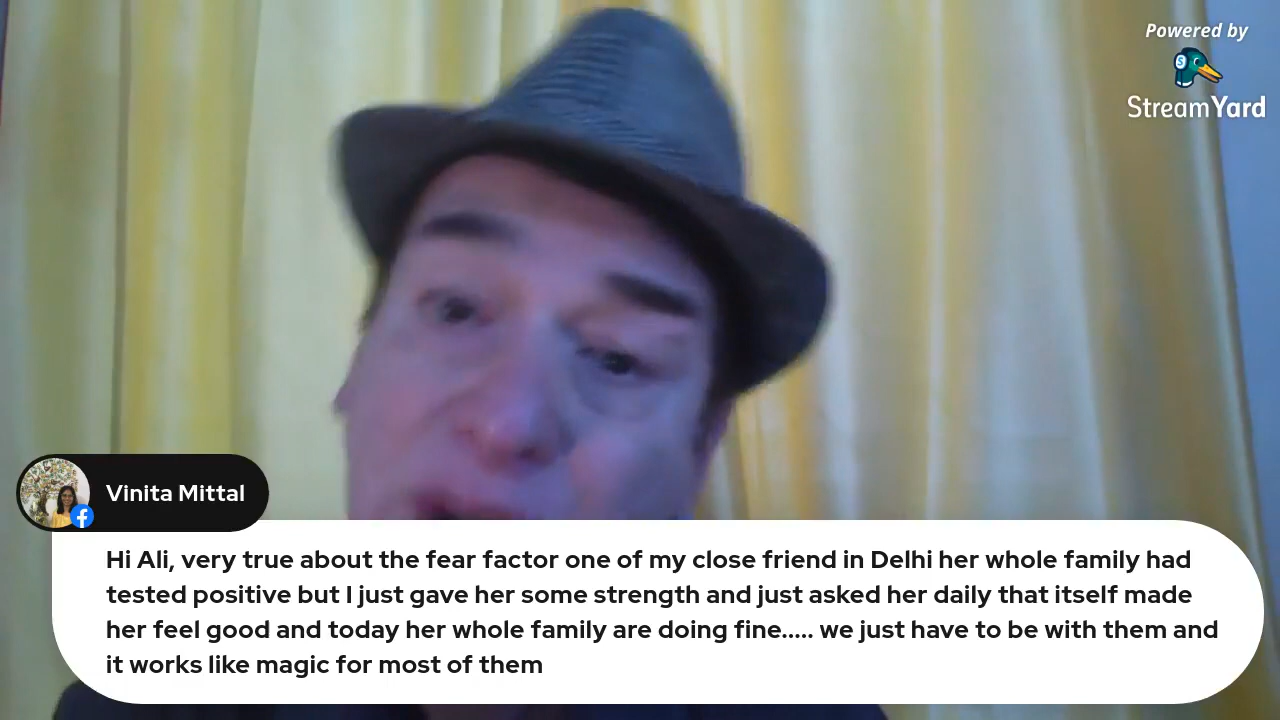 Powered by
StreamYard
Vinita Mittal
Hi Ali, very true about the fear factor one of my close friend in Delhi her whole family had
tested positive but I just gave her some strength and just asked her daily that itself made
her feel good and today her whole family are doing fine..... we just have to be with them and
it works like magic for most of them